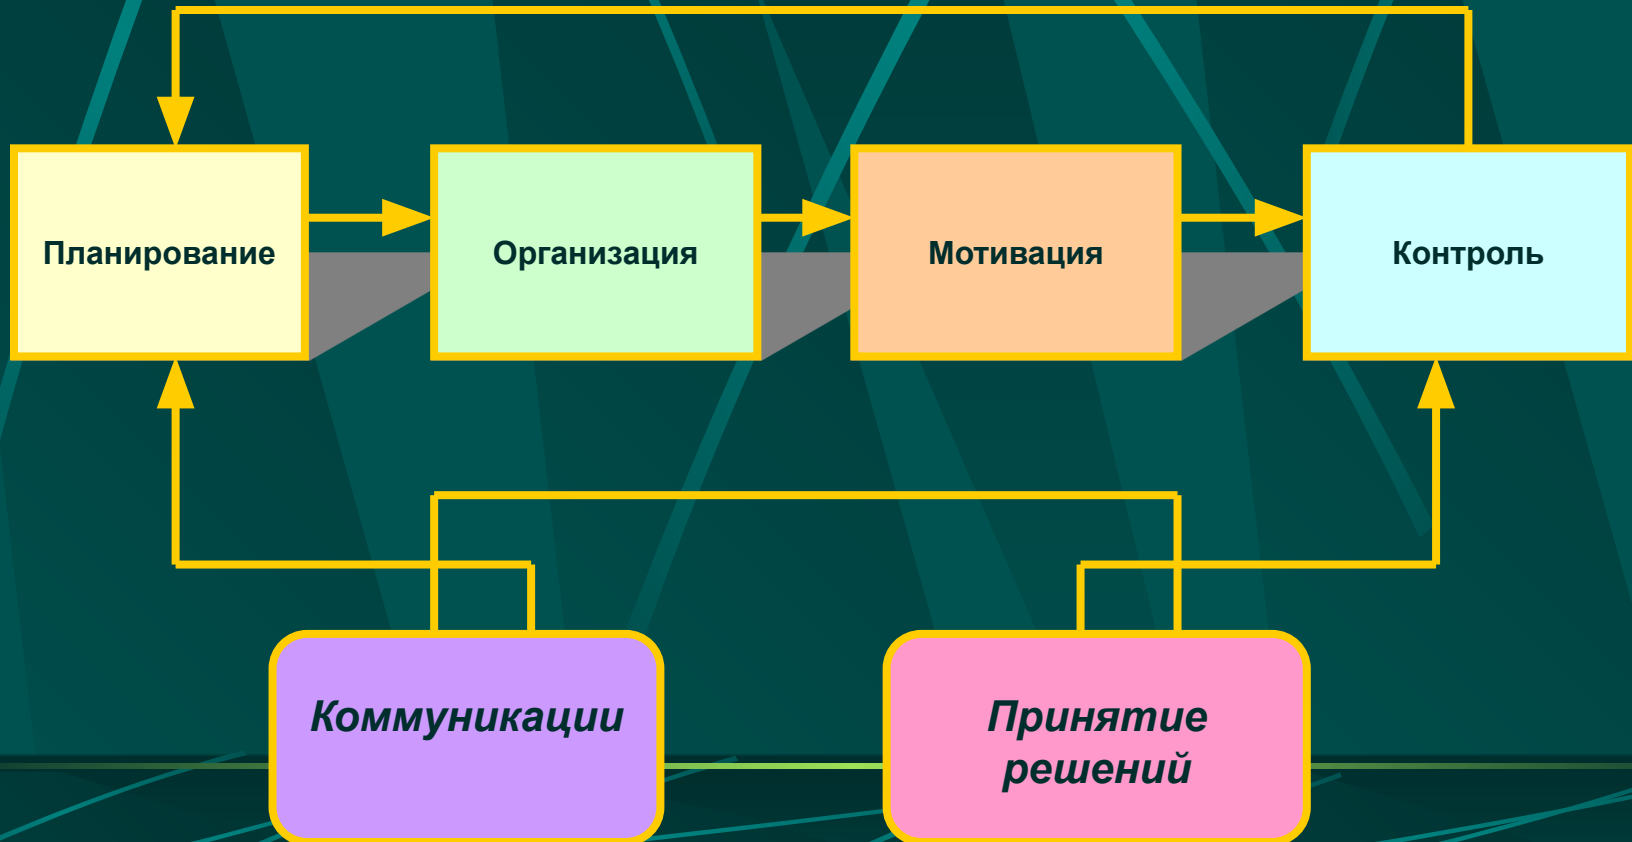 Планирование
Организация
Мотивация
Контроль
Коммуникации
Принятие
решений